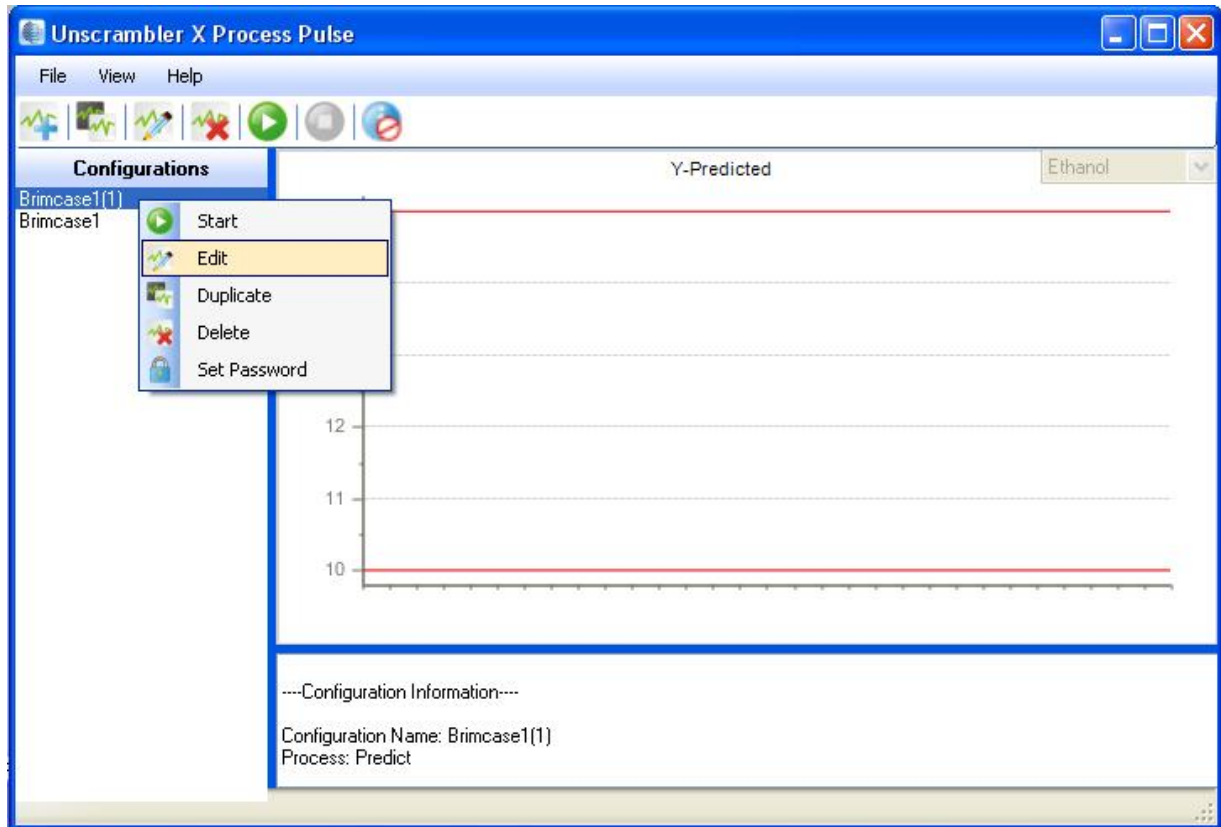 Unscrambler X Process Pulse
File View Help
Configurations
Brimcase1(1)
Brimcase1
Start
Edit
Duplicate
Delete
Set Password
Y-Predicted
Ethanol
12
11
10
----Configuration Information----
Configuration Name: Brimcase1(1)
Process: Predict